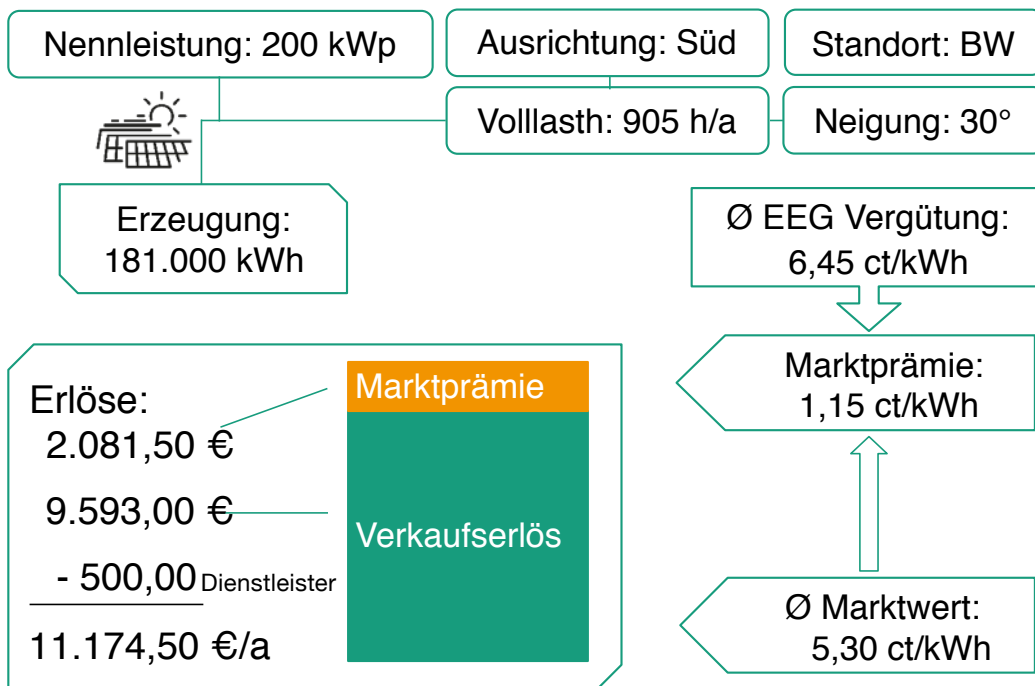 Nennleistung: 200 kWp
Ausrichtung: Süd
Standort: BW
Volllasth: 905 h/a
Neigung: 30°
Erzeugung:
181.000 kWh
Ø EEG Vergütung:
6,45 ct/kWh
Marktprämie:
1,15 ct/kWh
Ø Marktwert:
5,30 ct/kWh
Erlöse:
2.081,50 €
9.593,00 €
- 500,00 Dienstleister
11.174,50 €/a
Marktprämie
Verkaufserlös